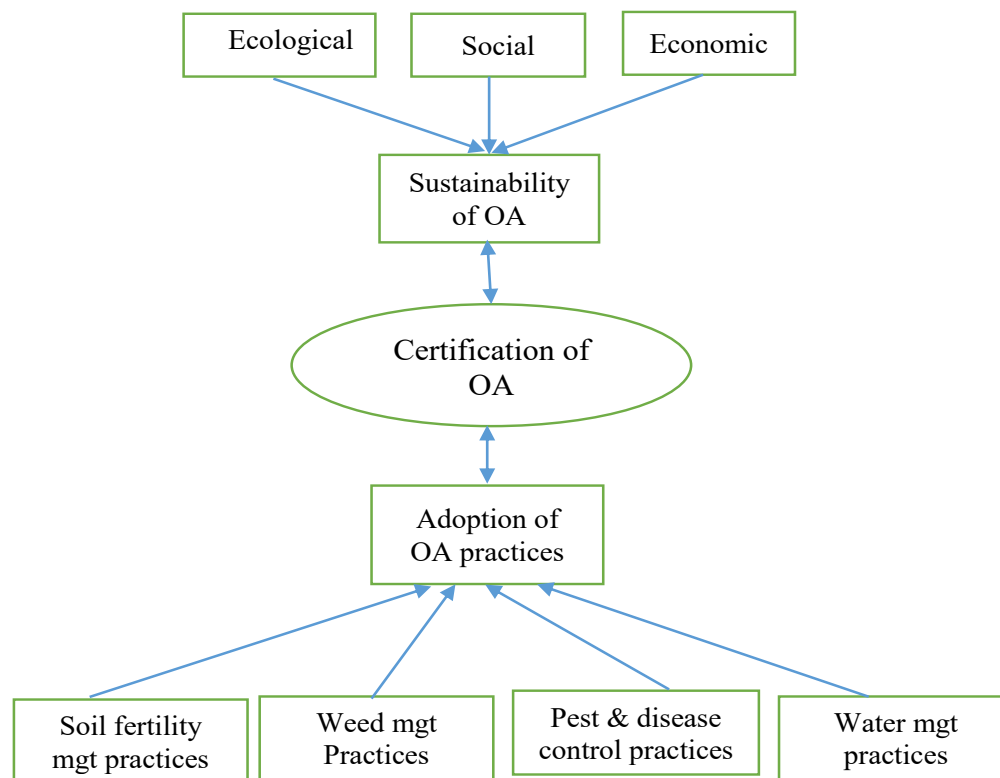 Ecological
Social
Economic
Sustainability
of OA
Certification of
OA
Adoption of
OA practices
Soil fertility
mgt practices
Weed mgt
Practices
Pest & disease
control practices
Water mgt
practices